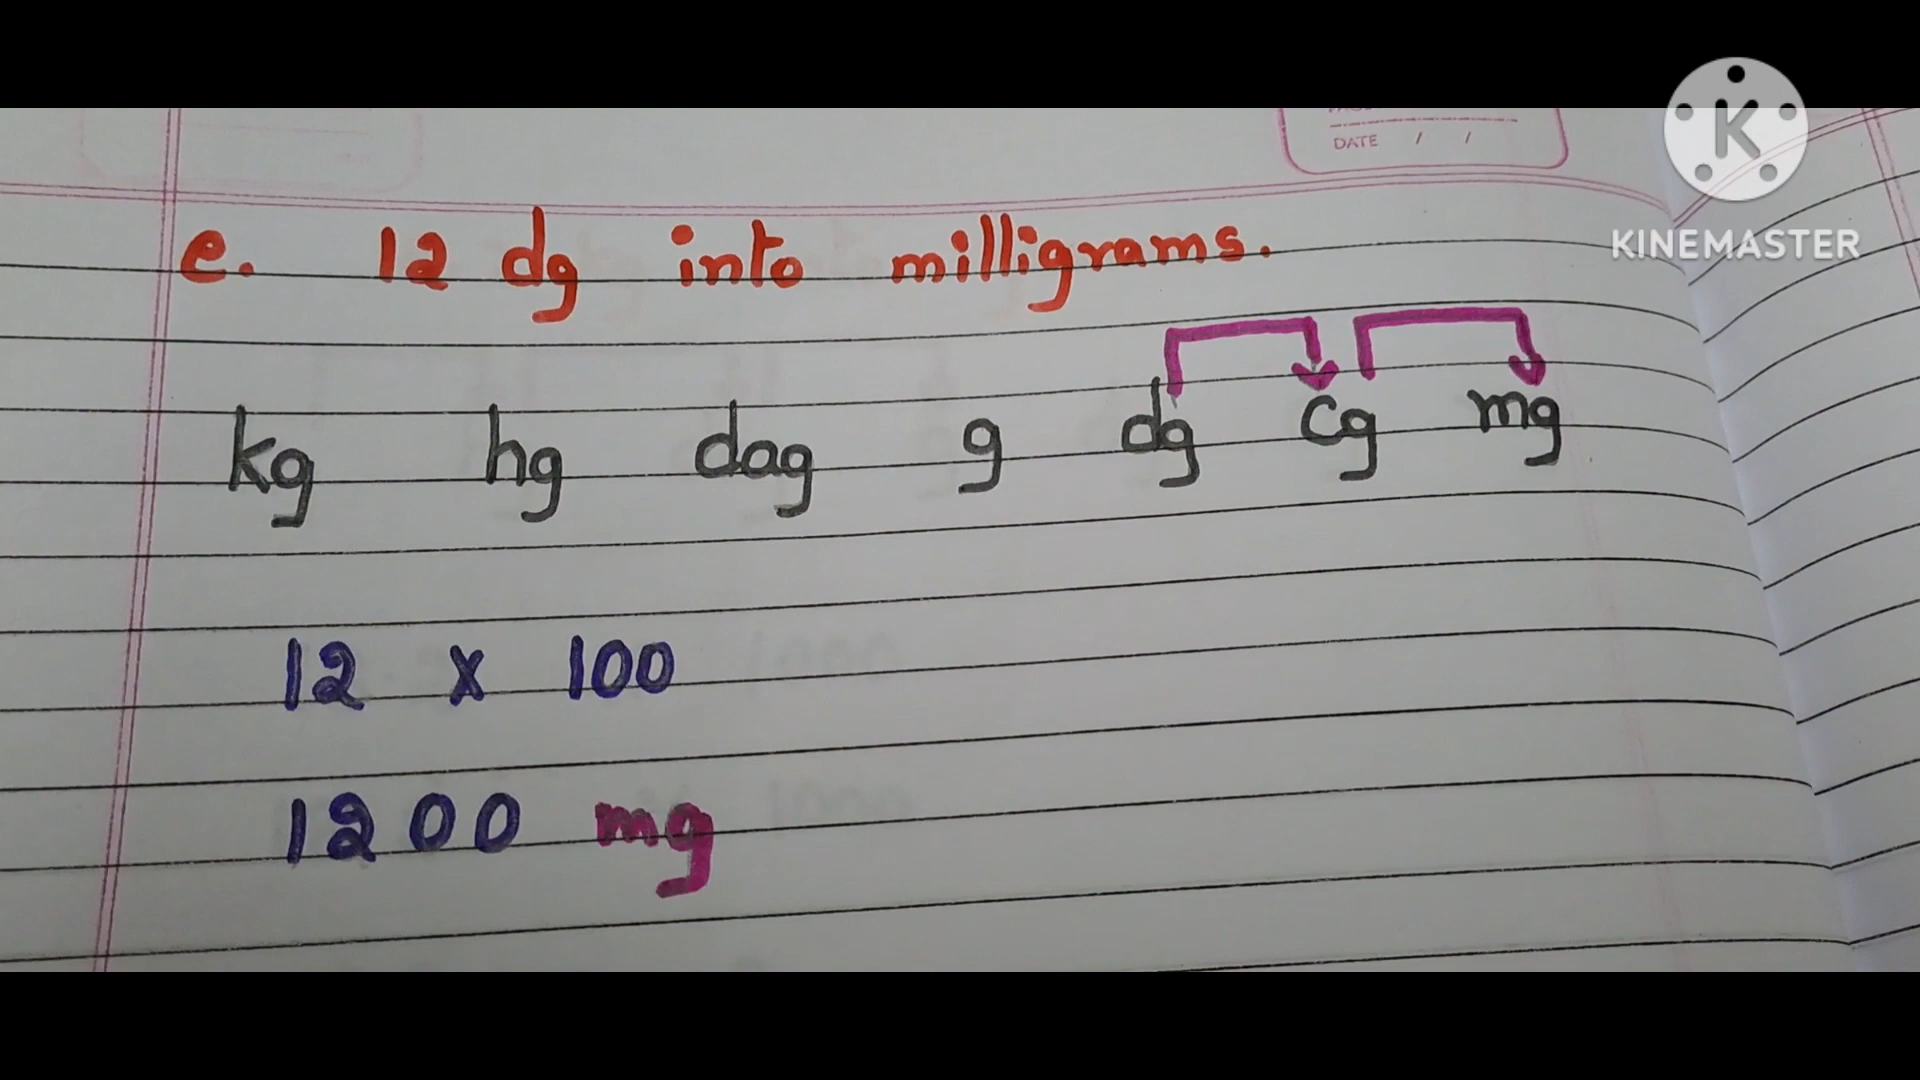 DATE / /
K
KINEMASTER
e. 12 dg into milligrams.
kg hg dag g dg cg mg
12 x 100
1200 mg